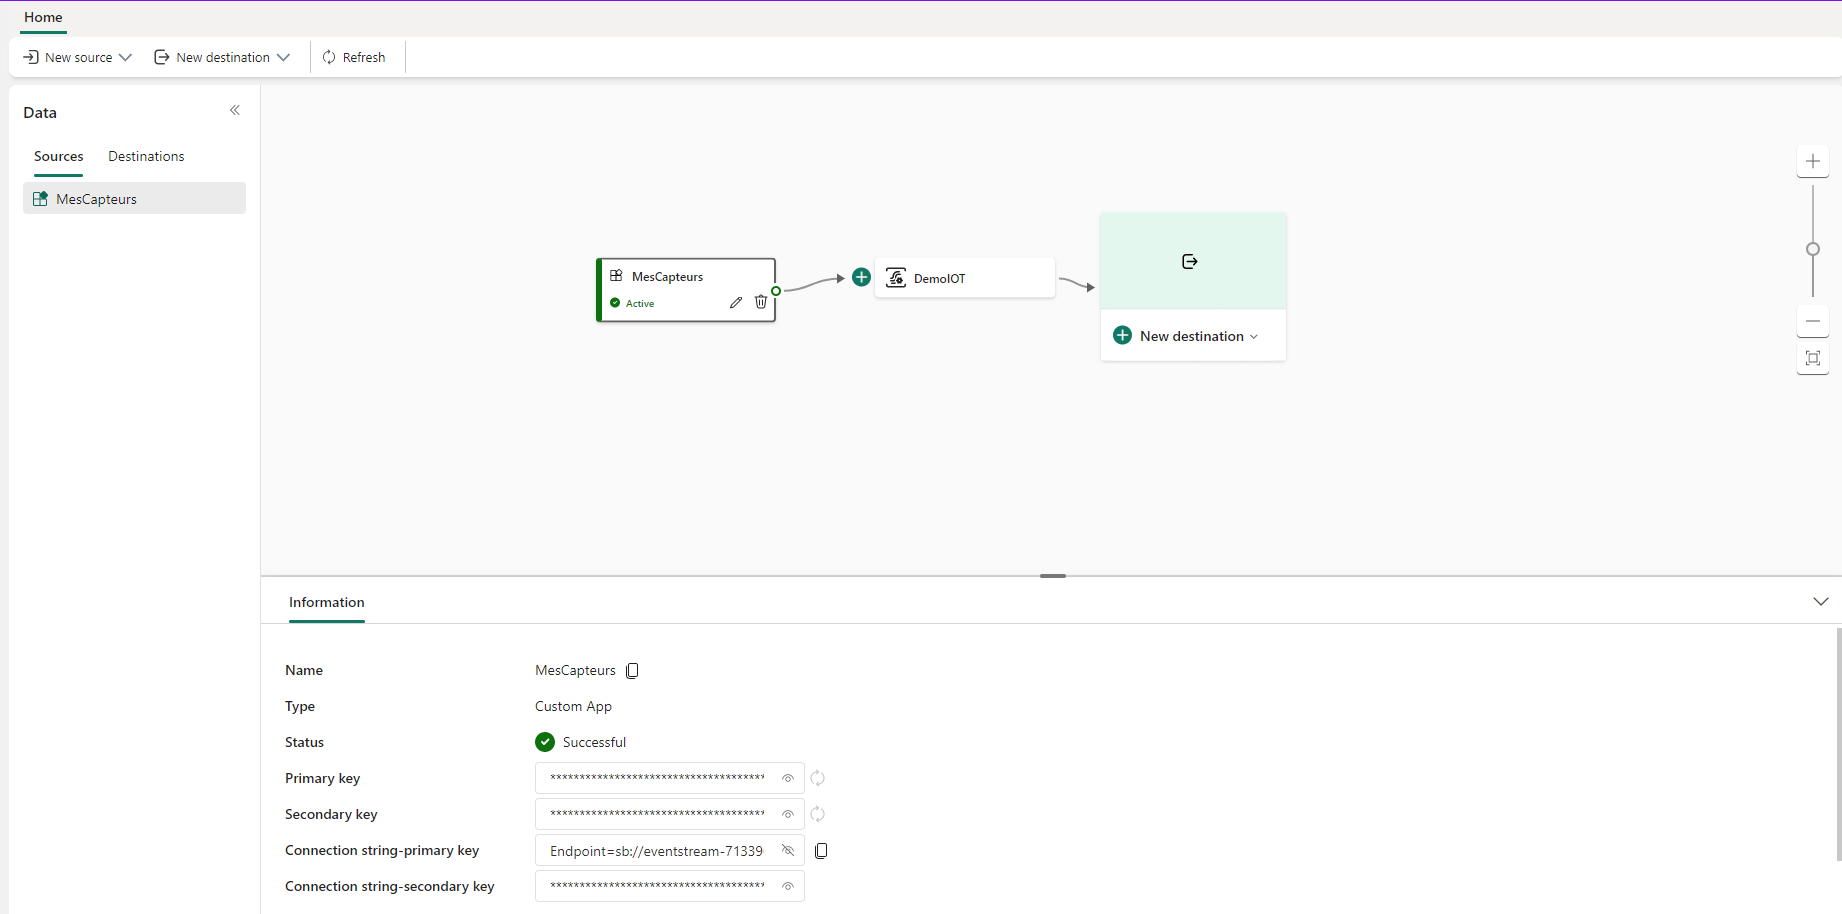 Home
New source
New destination
Refresh
Data
Sources
Destinations
MesCapteurs
MesCapteurs
Active
DemoIOT
New destination
Information
Name
MesCapteurs
Type
Custom App
Status
Successful
Primary key
*************************************
Secondary key
*************************************
Connection string-primary key
Endpoint=sb://eventstream-71339
Connection string-secondary key
*************************************